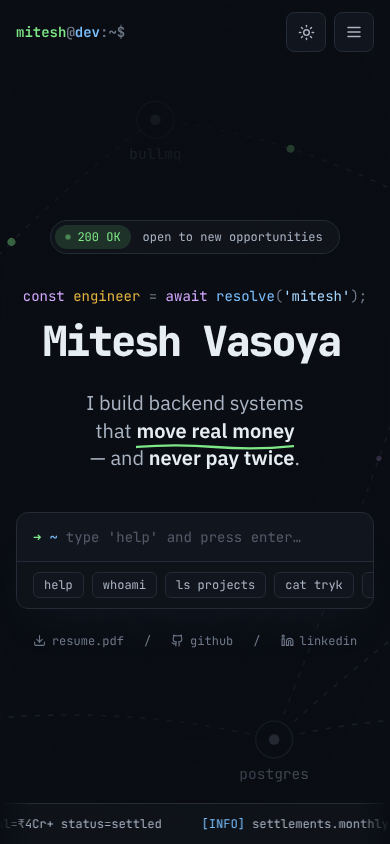 mitesh@dev:~$
bullmq
200 OK open to new opportunities
const engineer = await resolve('mitesh');
Mitesh Vasoya
I build backend systems
that move real money
— and never pay twice.
➜ ~ type 'help' and press enter…
help whoami ls projects cat tryk
resume.pdf / github / linkedin
postgres
l=₹4Cr+ status=settled [INFO] settlements.monthly